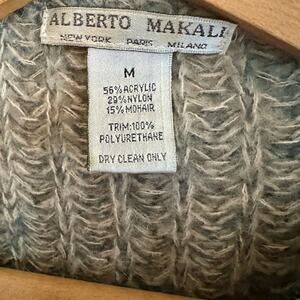 ALBERTO MAKALI
NEW YORK PARIS MILANO
M
56% ACRYLIC
29% NYLON
15% MOHAIR
TRIM:100%
POLYURETHANE
DRY CLEAN ONLY